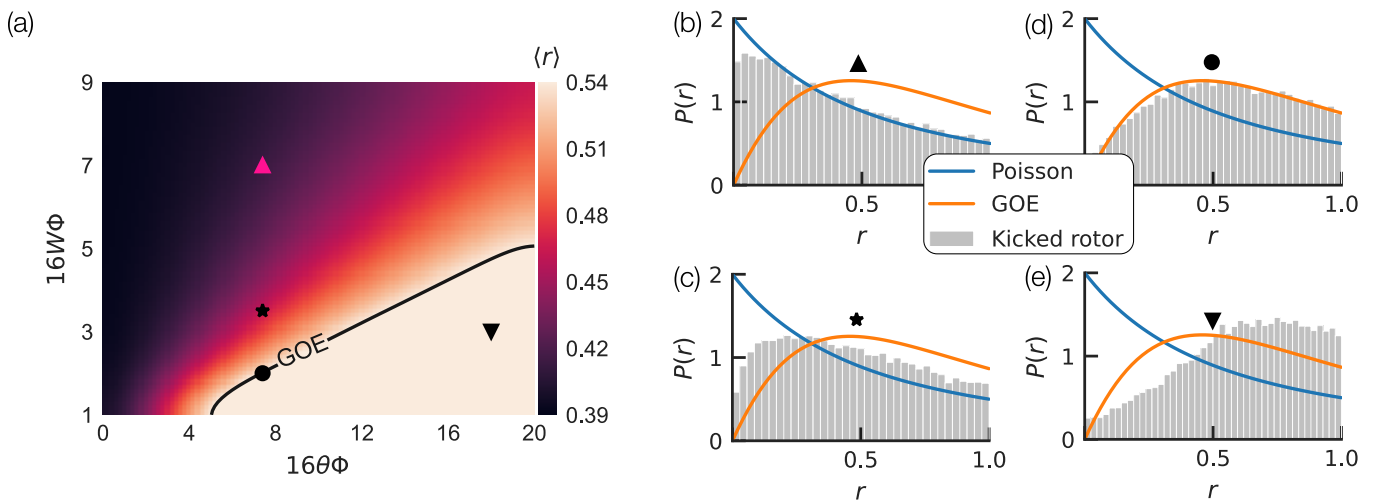 (a)
⟨r⟩
9
7
5
3
1
16WΦ
0 4 8 12 16 20
16θΦ
GOE
0.54
0.51
0.48
0.45
0.42
0.39
(b)
2
1
0
P(r)
0.5
r
(d)
2
1
0
P(r)
0.5 1.0
r
Poisson
GOE
Kicked rotor
(c)
2
1
0
P(r)
0.5 1.0
r
(e)
2
1
0
P(r)
0.5 1.0
r